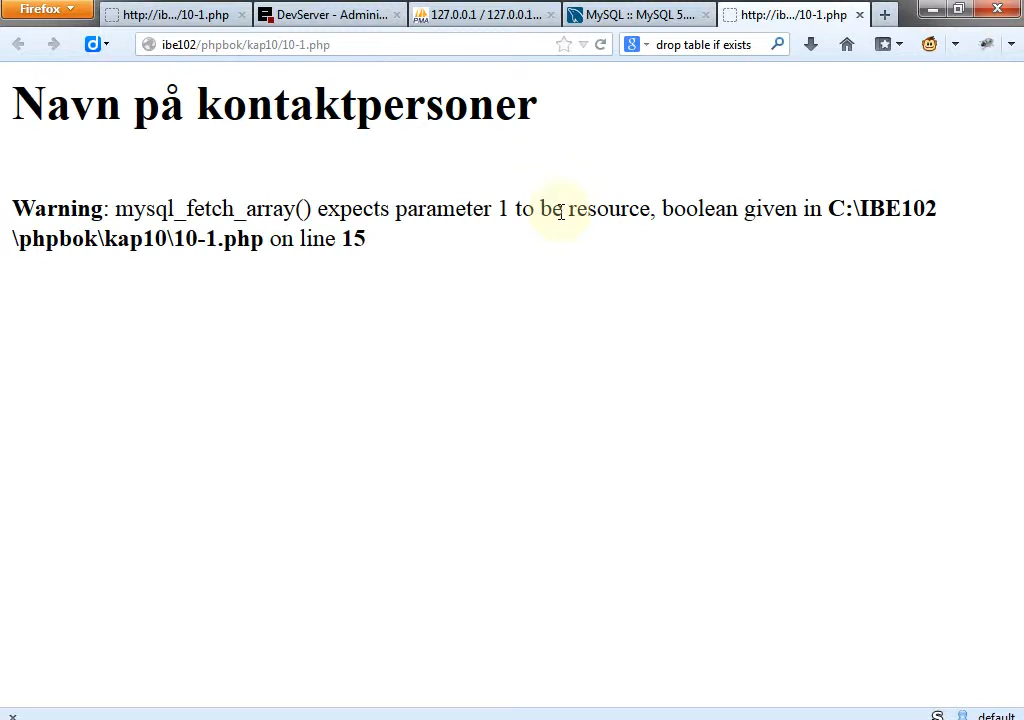 Firefox
http://ib.../10-1.php
DevServer - Admini...
127.0.0.1 / 127.0.0.1...
MySQL :: MySQL 5....
http://ib.../10-1.php
ibe102/phpbok/kap10/10-1.php
drop table if exists
Navn på kontaktpersoner
Warning: mysql_fetch_array() expects parameter 1 to be resource, boolean given in C:\IBE102
\phpbok\kap10\10-1.php on line 15
default